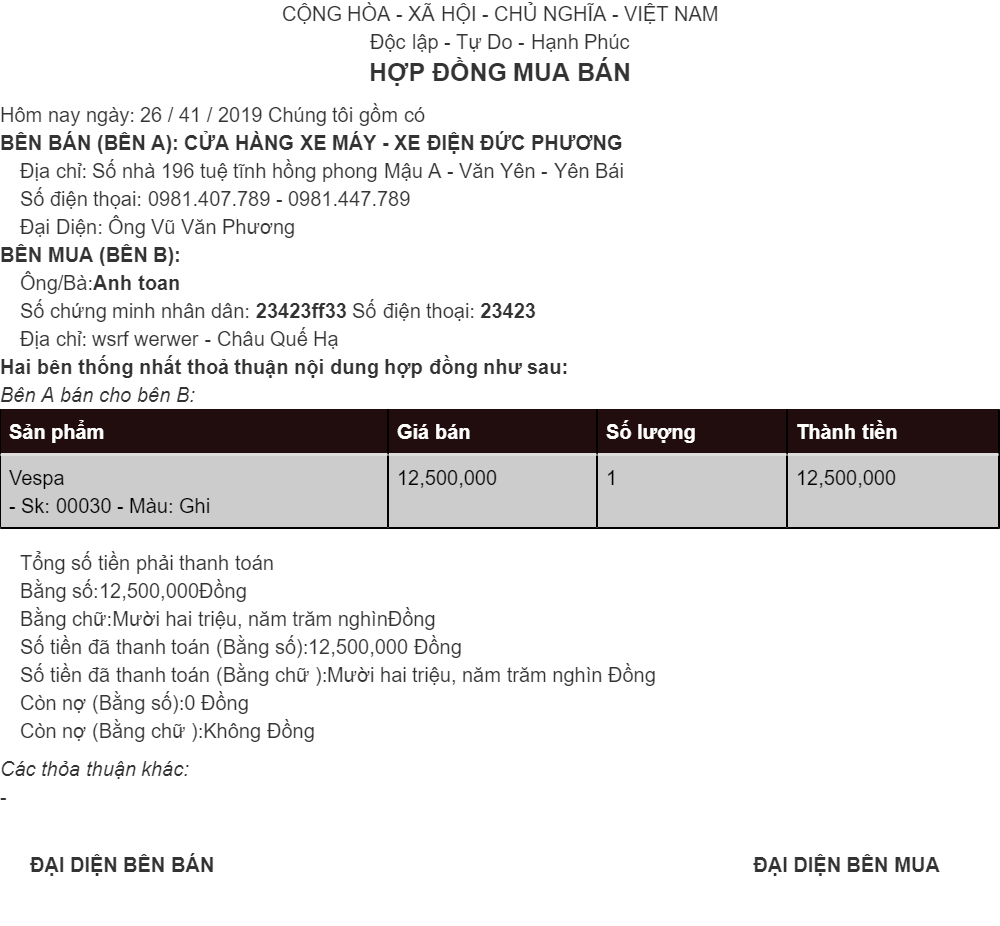 CỘNG HÒA - XÃ HỘI - CHỦ NGHĨA - VIỆT NAM
Độc lập - Tự Do - Hạnh Phúc
HỢP ĐỒNG MUA BÁN
Hôm nay ngày: 26 / 41 / 2019 Chúng tôi gồm có
BÊN BÁN (BÊN A): CỬA HÀNG XE MÁY - XE ĐIỆN ĐỨC PHƯƠNG
Địa chỉ: Số nhà 196 tuệ tĩnh hồng phong Mậu A - Văn Yên - Yên Bái
Số điện thọai: 0981.407.789 - 0981.447.789
Đại Diện: Ông Vũ Văn Phương
BÊN MUA (BÊN B):
Ông/Bà:Anh toan
Số chứng minh nhân dân: 23423ff33 Số điện thoại: 23423
Địa chỉ: wsrf werwer - Châu Quế Hạ
Hai bên thống nhất thoả thuận nội dung hợp đồng như sau:
Bên A bán cho bên B:
Sản phẩm Giá bán Số lượng Thành tiền
Vespa 12,500,000 1 12,500,000
- Sk: 00030 - Màu: Ghi
Tổng số tiền phải thanh toán
Bằng số:12,500,000Đồng
Bằng chữ:Mười hai triệu, năm trăm nghìnĐồng
Số tiền đã thanh toán (Bằng số):12,500,000 Đồng
Số tiền đã thanh toán (Bằng chữ ):Mười hai triệu, năm trăm nghìn Đồng
Còn nợ (Bằng số):0 Đồng
Còn nợ (Bằng chữ ):Không Đồng
Các thỏa thuận khác:
-
ĐẠI DIỆN BÊN BÁN ĐẠI DIỆN BÊN MUA